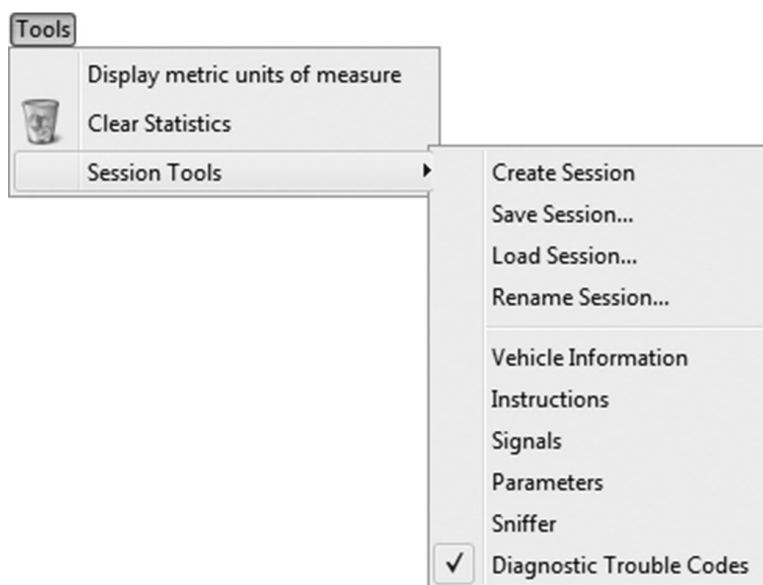 Tools
Display metric units of measure
Clear Statistics
Session Tools
Create Session
Save Session...
Load Session...
Rename Session...
Vehicle Information
Instructions
Signals
Parameters
Sniffer
Diagnostic Trouble Codes